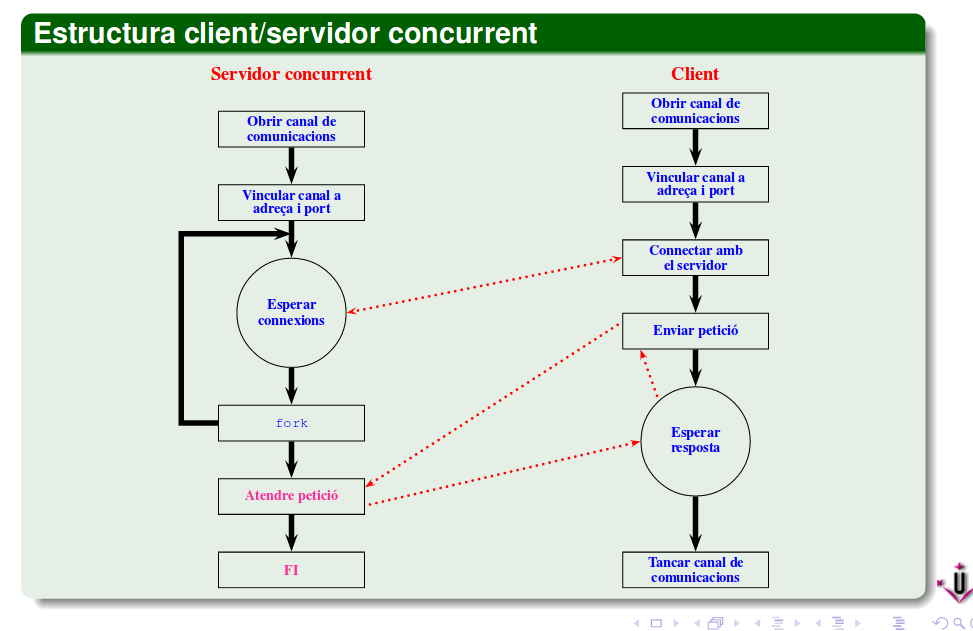 Estructura client/servidor concurrent
Servidor concurrent
Obrir canal de
comunicacions
Vincular canal a
adreça i port
Esperar
connexions
fork
Atendre petició
FI
Client
Obrir canal de
comunicacions
Vincular canal a
adreça i port
Connectar amb
el servidor
Enviar petició
Esperar
resposta
Tancar canal de
comunicacions
U